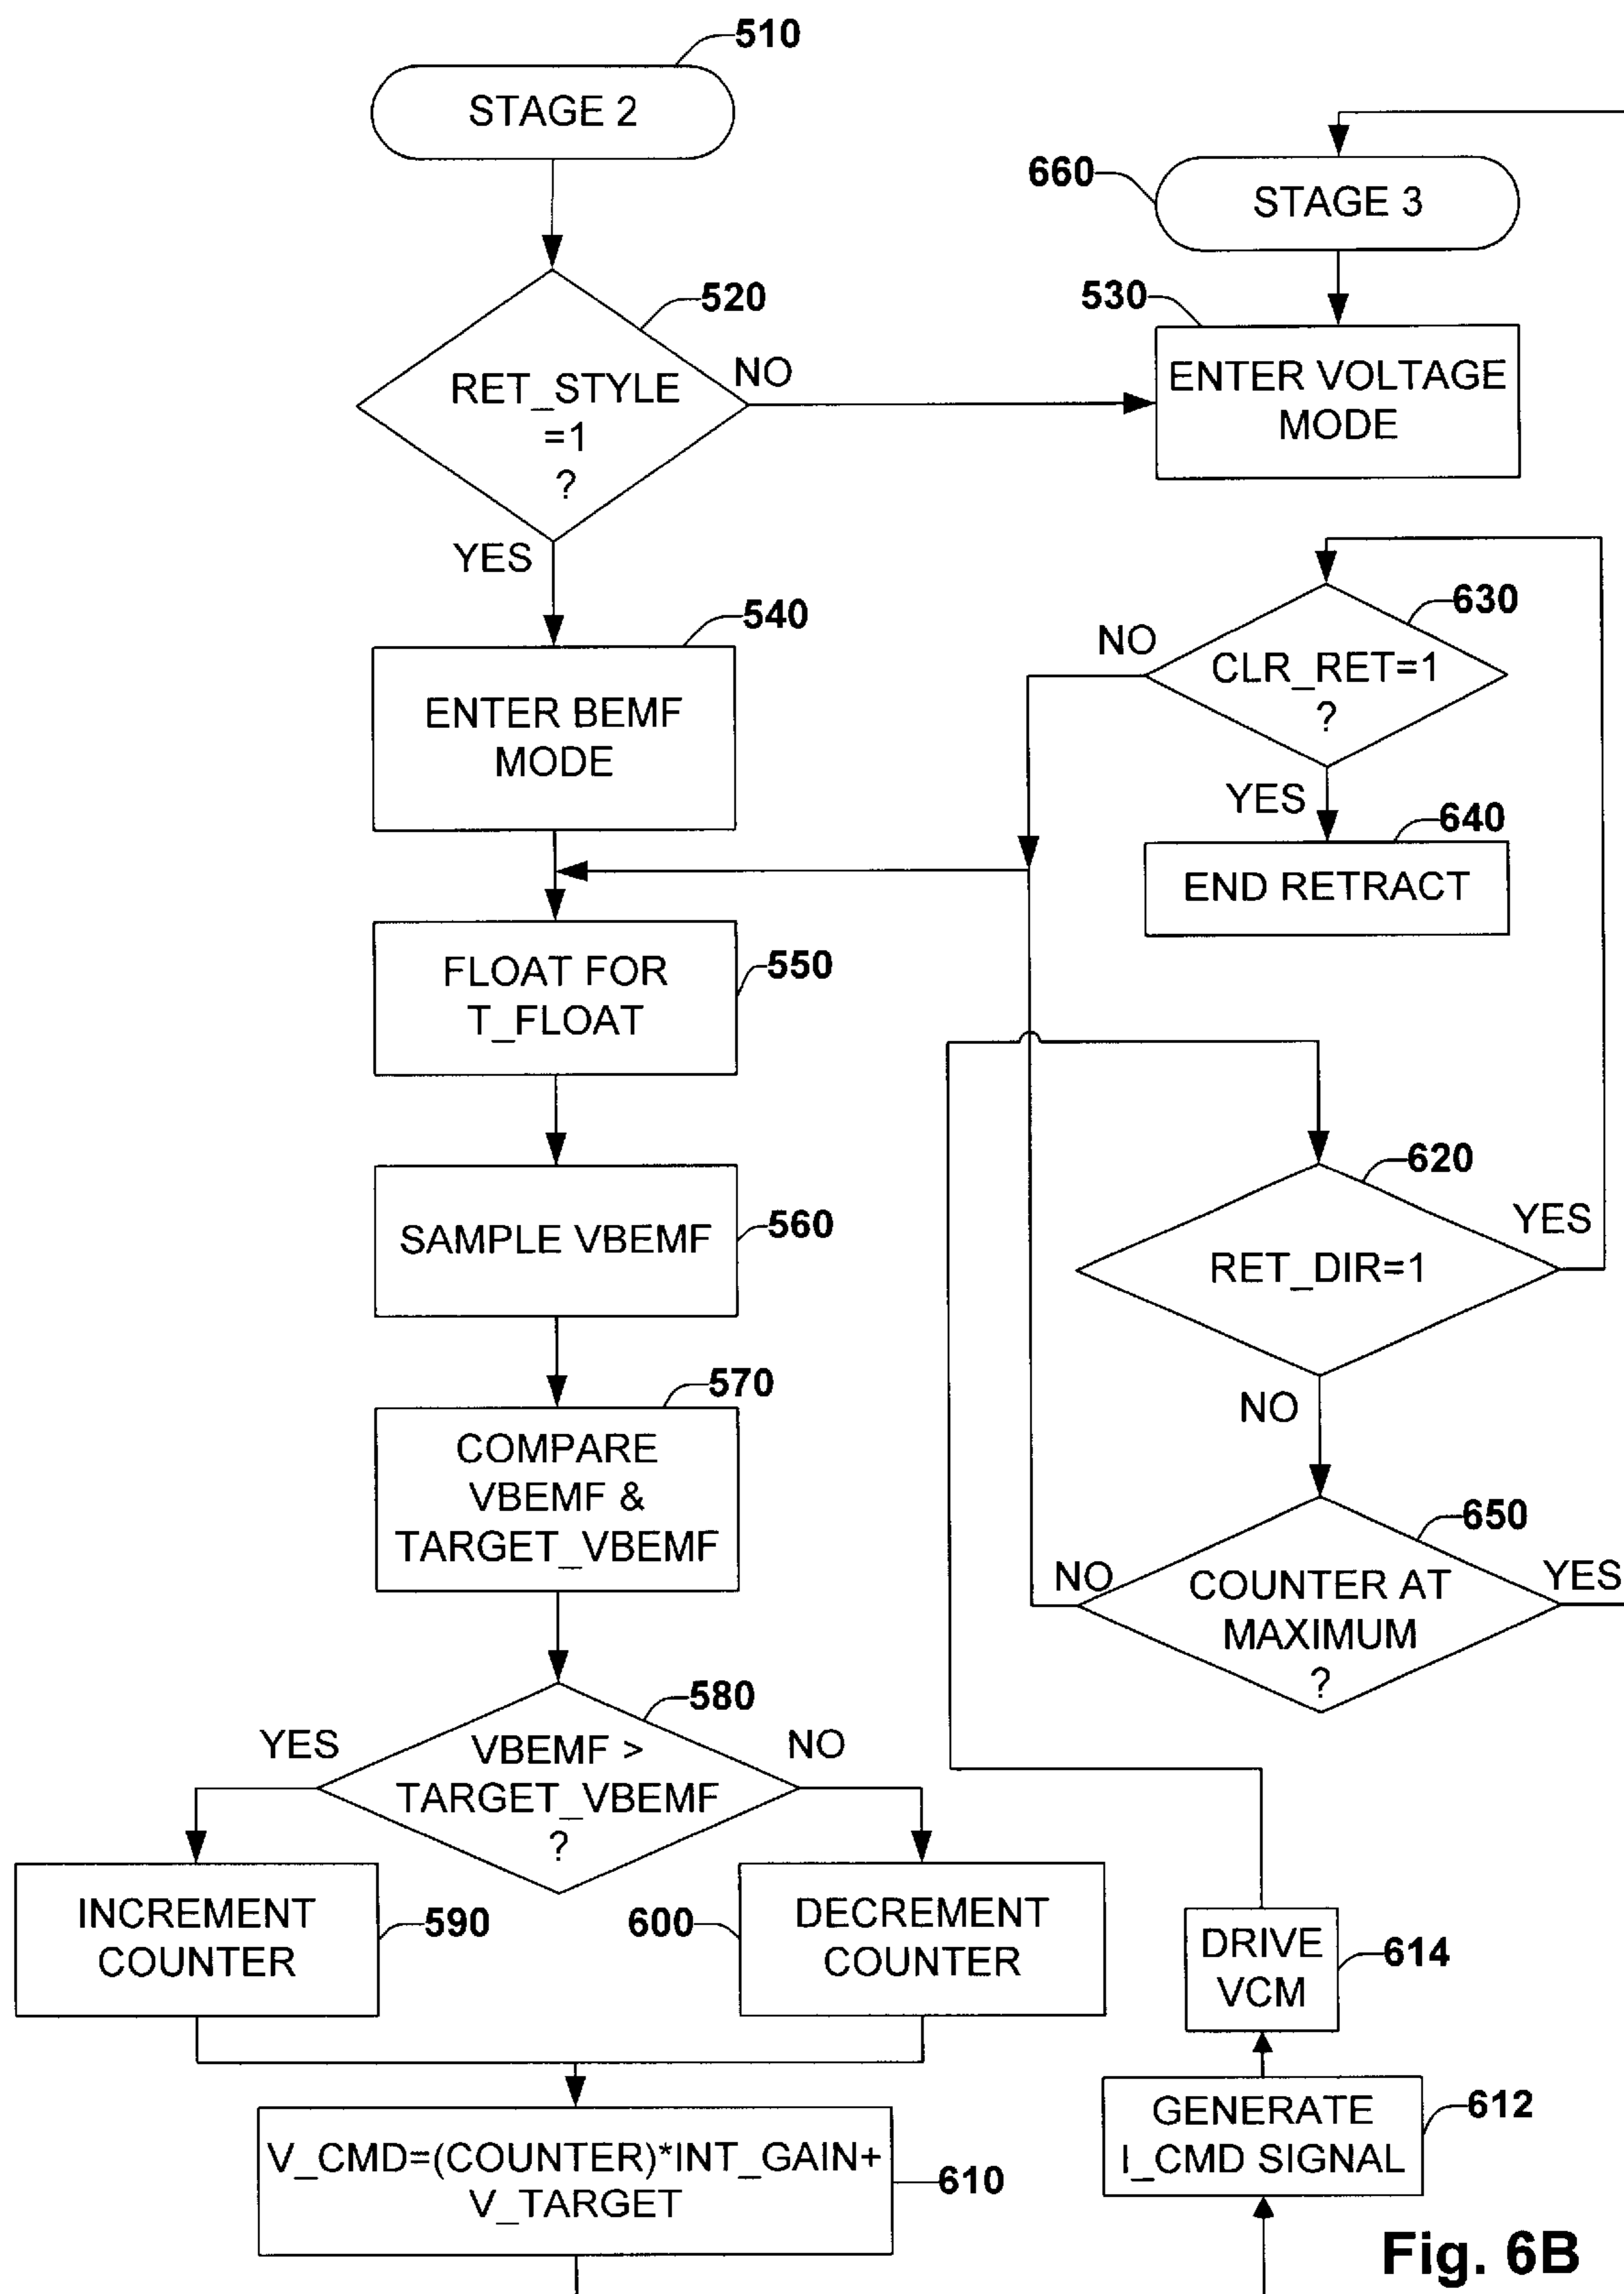 510
STAGE 2
660
STAGE 3
520
RET_STYLE
=1
?
NO
YES
530
ENTER VOLTAGE
MODE
540
ENTER BEMF
MODE
630
NO
CLR_RET=1
?
YES
640
END RETRACT
FLOAT FOR
T_FLOAT
550
SAMPLE VBEMF
560
620
YES
RET_DIR=1
NO
570
COMPARE
VBEMF &
TARGET_VBEMF
650
NO
YES
COUNTER AT
MAXIMUM
?
580
YES
NO
VBEMF >
TARGET_VBEMF
?
INCREMENT
COUNTER
590
600
DECREMENT
COUNTER
DRIVE
VCM
614
GENERATE
I_CMD SIGNAL
612
V_CMD=(COUNTER)*INT_GAIN+
V_TARGET
610
Fig. 6B